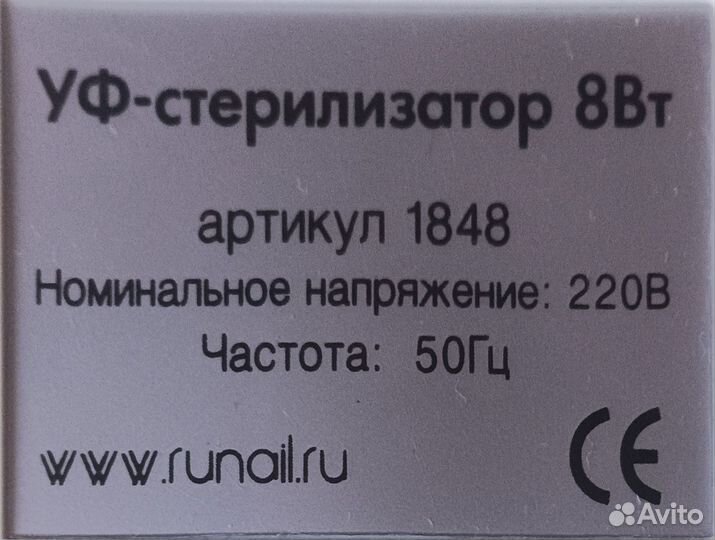 УФ-стерилизатор 8Вт
артикул 1848
Номинальное напряжение: 220В
Частота: 50Гц
www.runail.ru CE
Avito